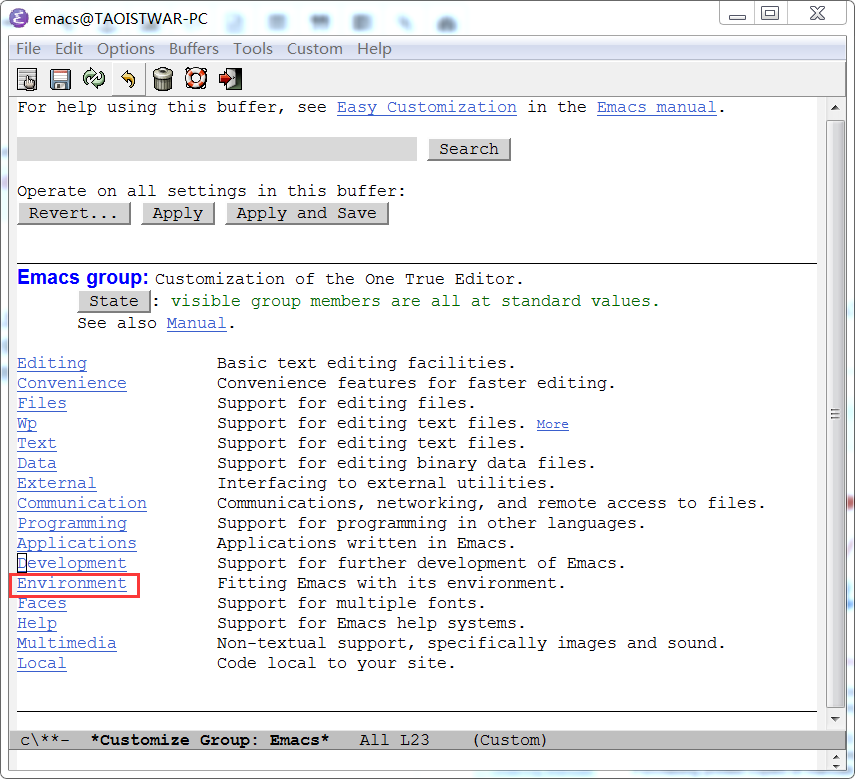 emacs@TAOISTWAR-PC
File Edit Options Buffers Tools Custom Help
For help using this buffer, see Easy Customization in the Emacs manual.
Search
Operate on all settings in this buffer:
Revert... Apply Apply and Save
Emacs group: Customization of the One True Editor.
State : visible group members are all at standard values.
See also Manual.
Editing Basic text editing facilities.
Convenience Convenience features for faster editing.
Files Support for editing files.
Wp Support for editing text files. More
Text Support for editing text files.
Data Support for editing binary data files.
External Interfacing to external utilities.
Communication Communications, networking, and remote access to files.
Programming Support for programming in other languages.
Applications Applications written in Emacs.
Development Support for further development of Emacs.
Environment Fitting Emacs with its environment.
Faces Support for multiple fonts.
Help Support for Emacs help systems.
Multimedia Non-textual support, specifically images and sound.
Local Code local to your site.
c\**- *Customize Group: Emacs* All L23 (Custom)